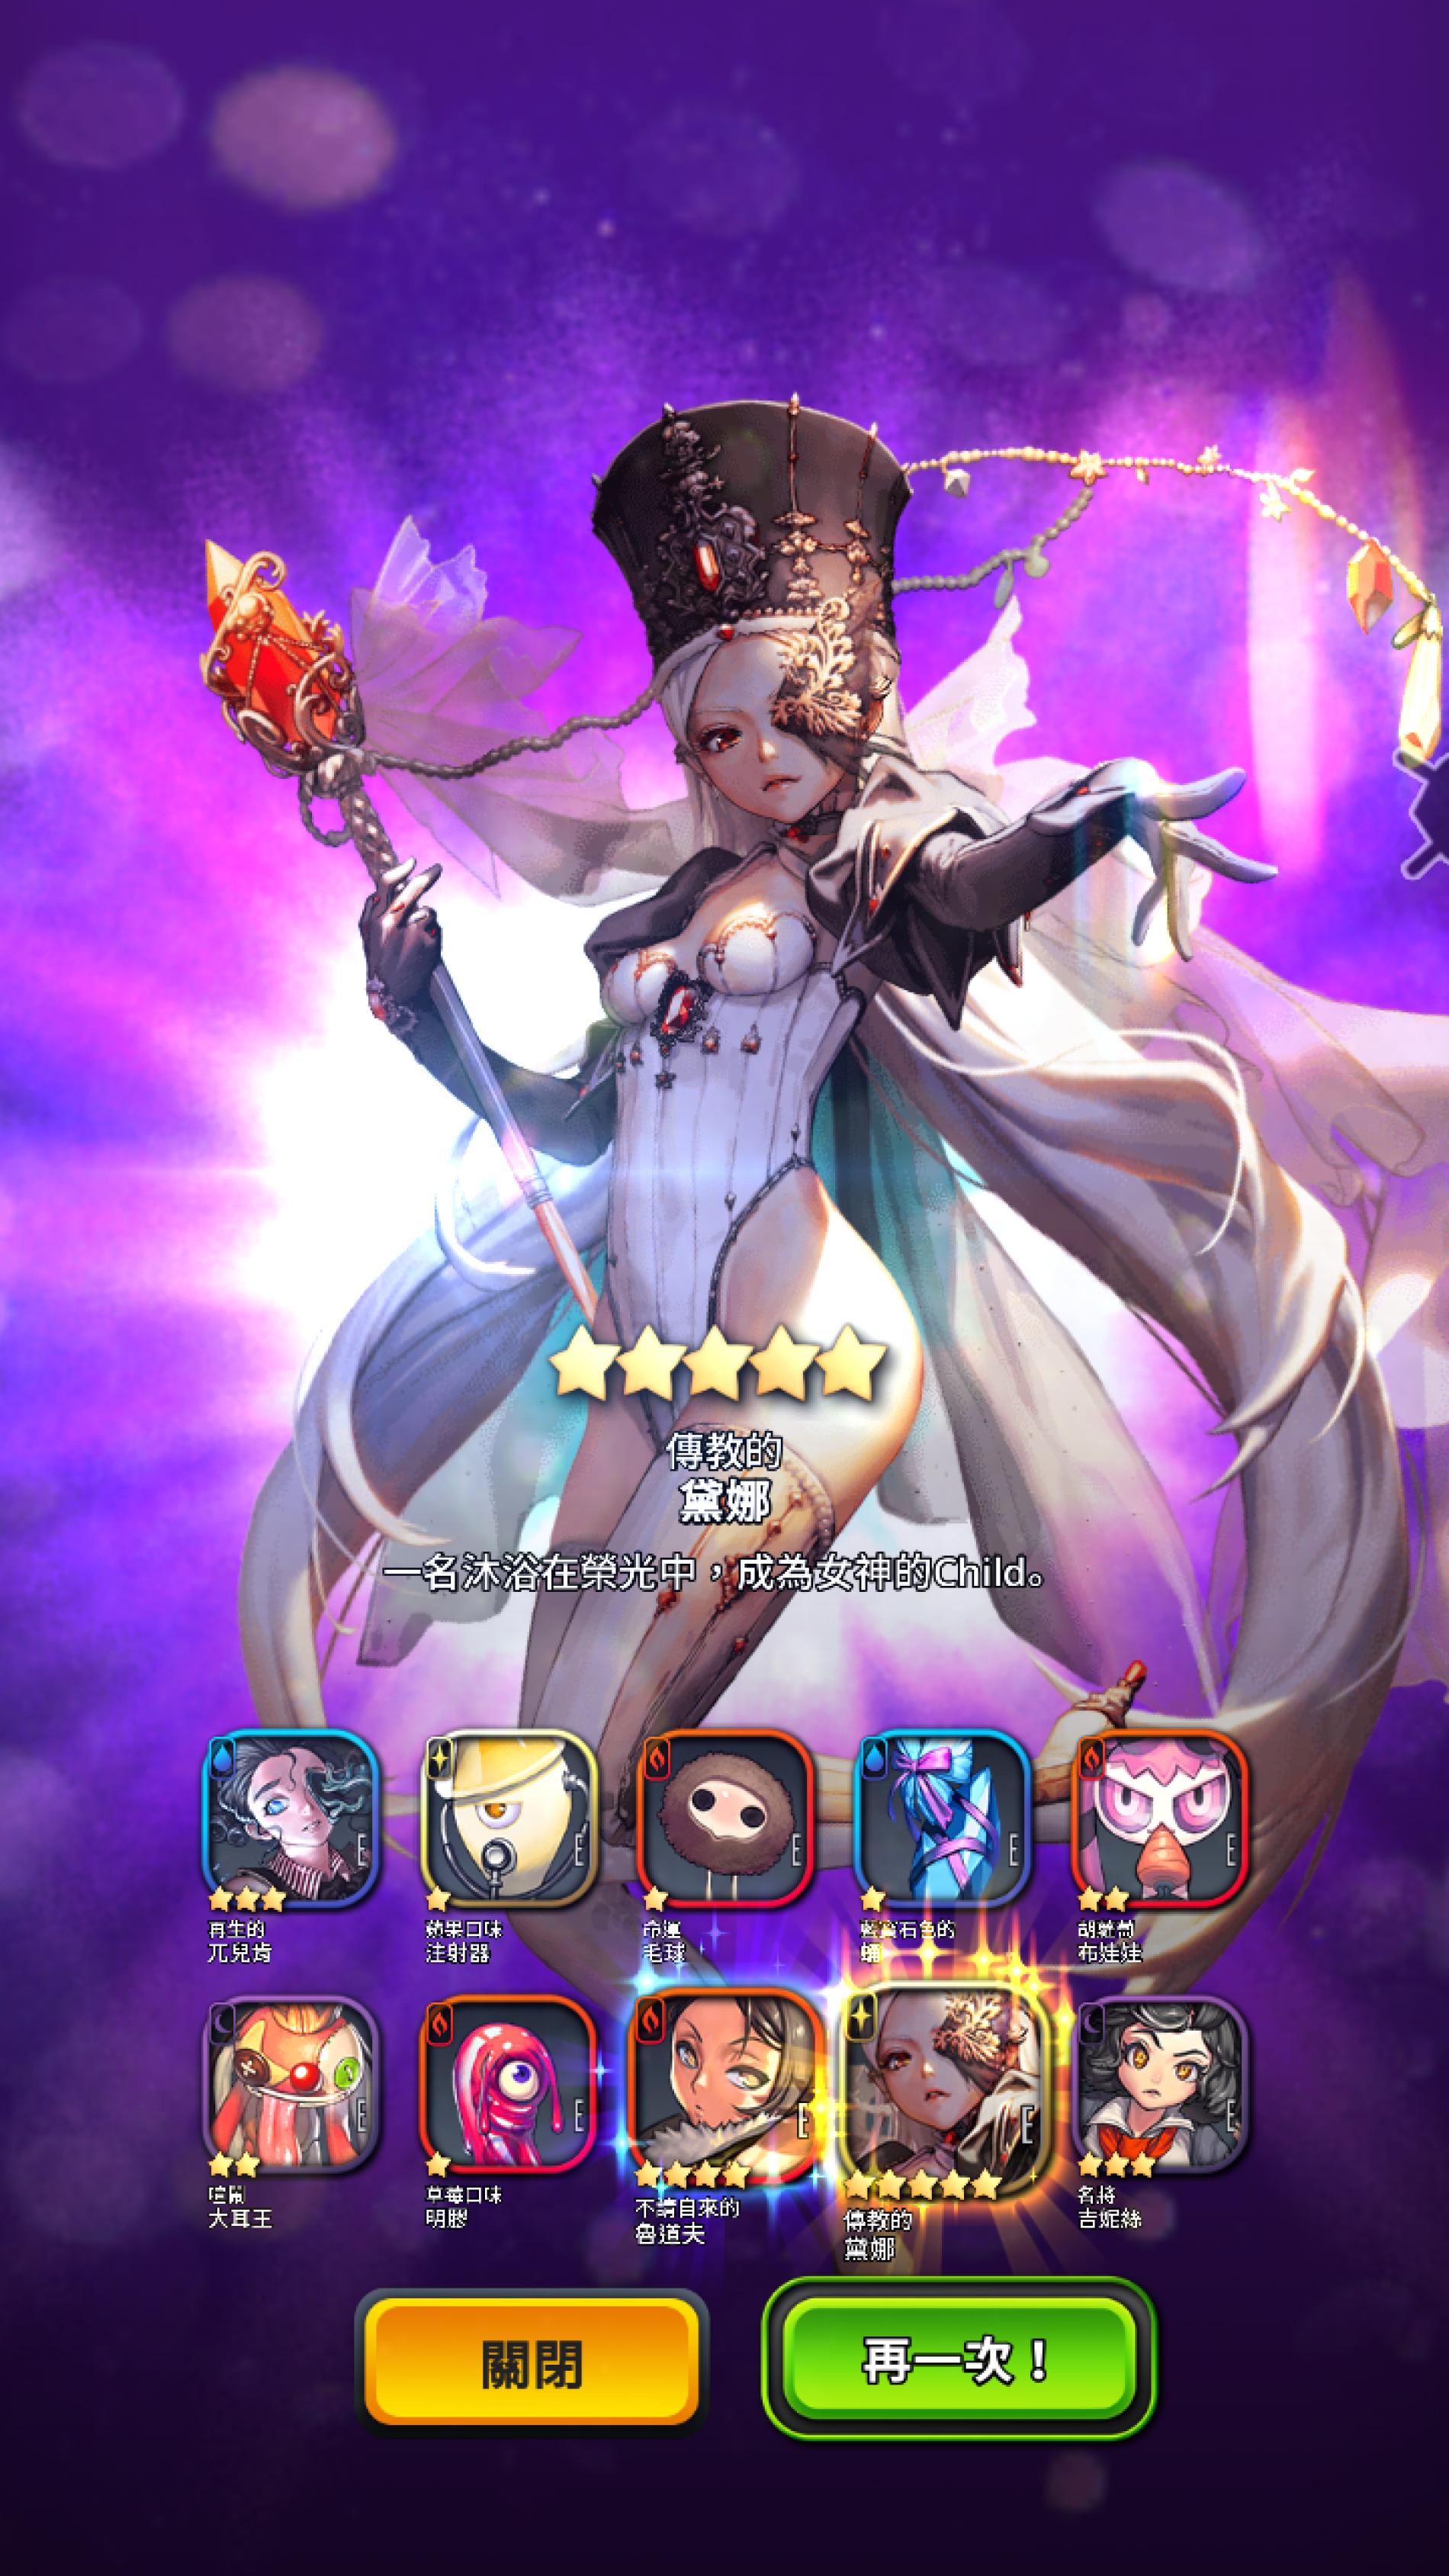 傳教的
黛娜
一名沐浴在榮光中，成為女神的Child。
E
E
E
E
E
再生的
兀兒肯
蘋果口味
注射器
命運
毛球
藍寶石色的
蛹
胡蘿蔔
布娃娃
E
E
E
E
E
喧鬧
大耳王
草莓口味
明膠
不請自來的
魯道夫
傳教的
黛娜
名將
吉妮絲
關閉
再一次！